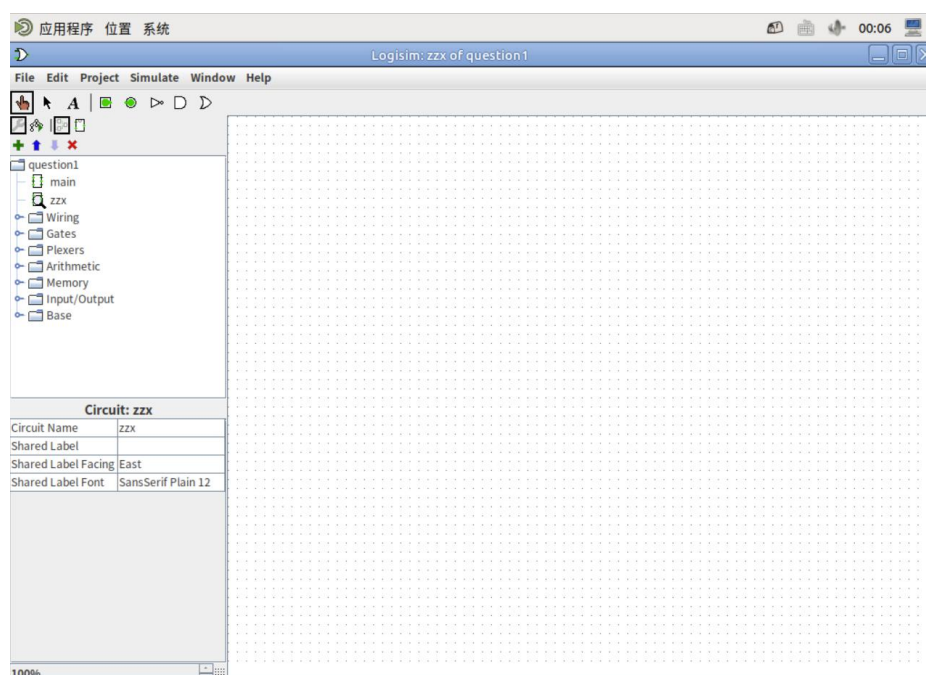 应用程序 位置 系统 00:06
Logisim: zzx of question1
File Edit Project Simulate Window Help
A
question1
main
zzx
Wiring
Gates
Plexers
Arithmetic
Memory
Input/Output
Base
Circuit: zzx
Circuit Name zzx
Shared Label
Shared Label Facing East
Shared Label Font SansSerif Plain 12
100%